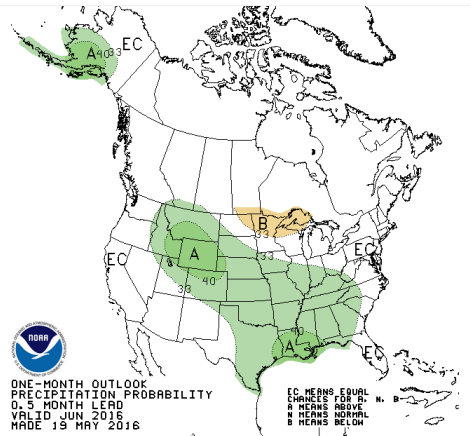 A 40 33 EC
B
33
EC
EC
A
33
40
33
40
A
EC
NOAA
ONE-MONTH OUTLOOK
PRECIPITATION PROBABILITY
0.5 MONTH LEAD
VALID JUN 2016
MADE 19 MAY 2016
EC MEANS EQUAL
CHANCES FOR A, N, B
A MEANS ABOVE
N MEANS NORMAL
B MEANS BELOW